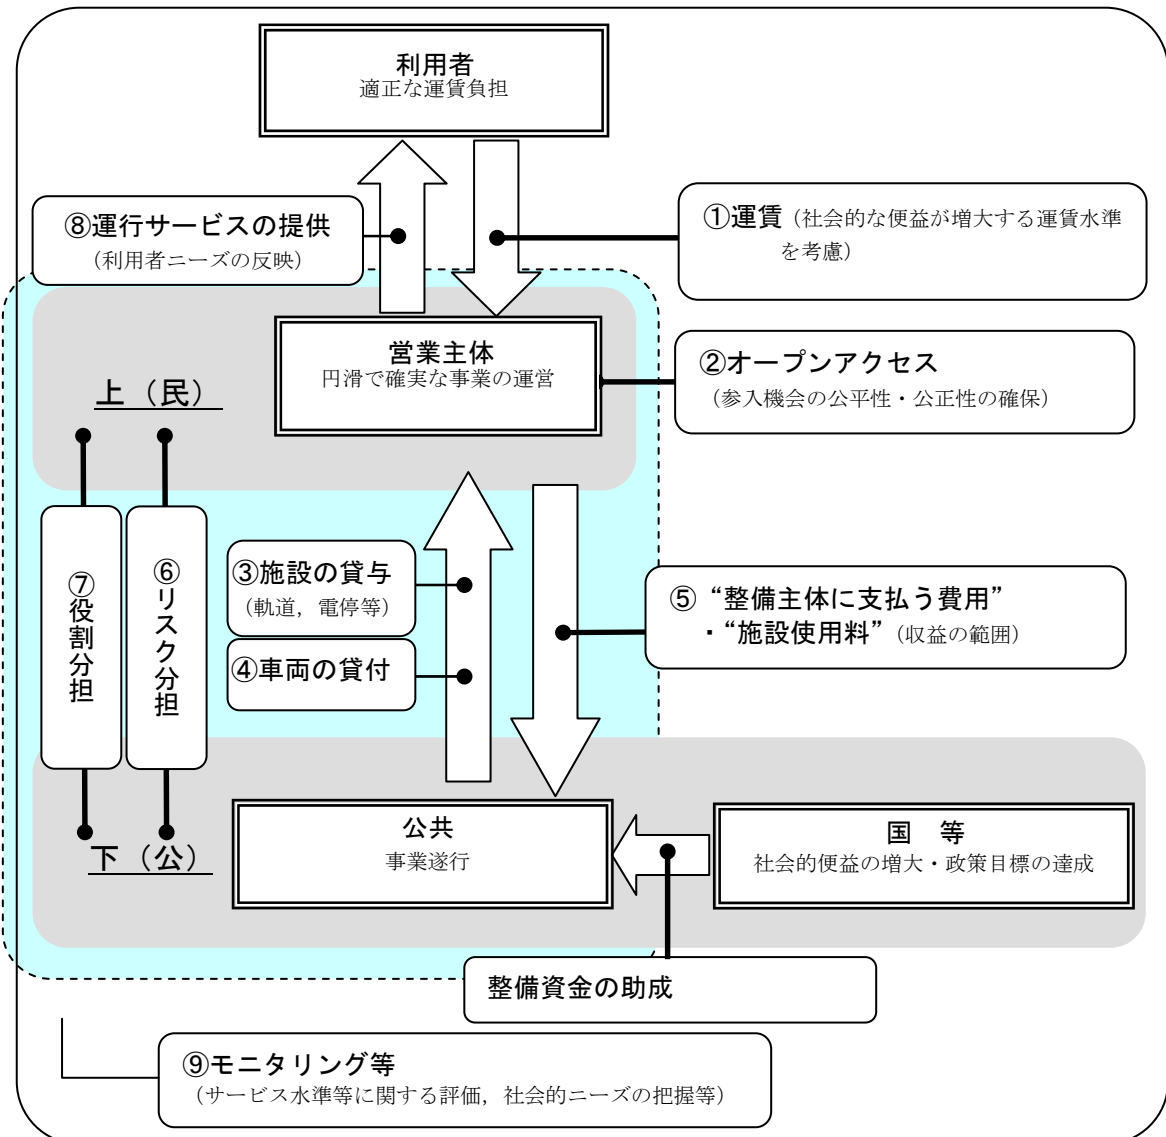 利用者
適正な運賃負担
⑧運行サービスの提供
（利用者ニーズの反映）
①運賃（社会的な便益が増大する運賃水準
を考慮）
営業主体
円滑で確実な事業の運営
②オープンアクセス
（参入機会の公平性・公正性の確保）
上（民）
⑦役割分担
⑥リスク分担
③施設の貸与
（軌道，電停等）
④車両の貸付
⑤“整備主体に支払う費用”
・“施設使用料”（収益の範囲）
下（公）
公共
事業遂行
国　等
社会的便益の増大・政策目標の達成
整備資金の助成
⑨モニタリング等
（サービス水準等に関する評価，社会的ニーズの把握等）